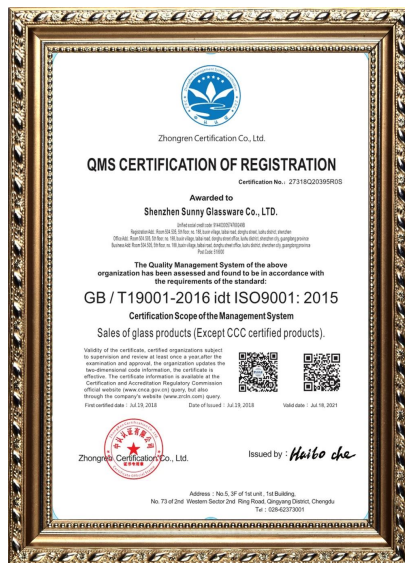 Zhongren Certification Co., Ltd.
QMS CERTIFICATION OF REGISTRATION
Certification No.: 27318Q20395R0S
Awarded to
Shenzhen Sunny Glassware Co., LTD.
The Quality Management System of the above
organization has been assessed and found to be in accordance with
the requirements of the standard:
GB / T19001-2016 idt ISO9001: 2015
Certification Scope of the Management System
Sales of glass products (Except CCC certified products).
Validity of the certificate, certified organizations subject
to supervision and review at least once a year.after the
examination and approval, the organization updates the
two-dimensional code information, the certificate is
effective. The certificate information is available at the
Certification and Accreditation Regulatory Commission
official website (www.cnca.gov.cn) query, but also
through the company's website (www.zrcln.com) query.
First certified date : Jul.19, 2018 Date of Issued : Jul.19, 2018 Valid date : Jul.18, 2021
Zhongren Certification Co., Ltd.
Issued by : Haibo che
Address : No.5, 3F of 1st unit , 1st Building,
No. 73 of 2nd Western Sector 2nd Ring Road, Qingyang District, Chengdu
Tel : 028-62373001